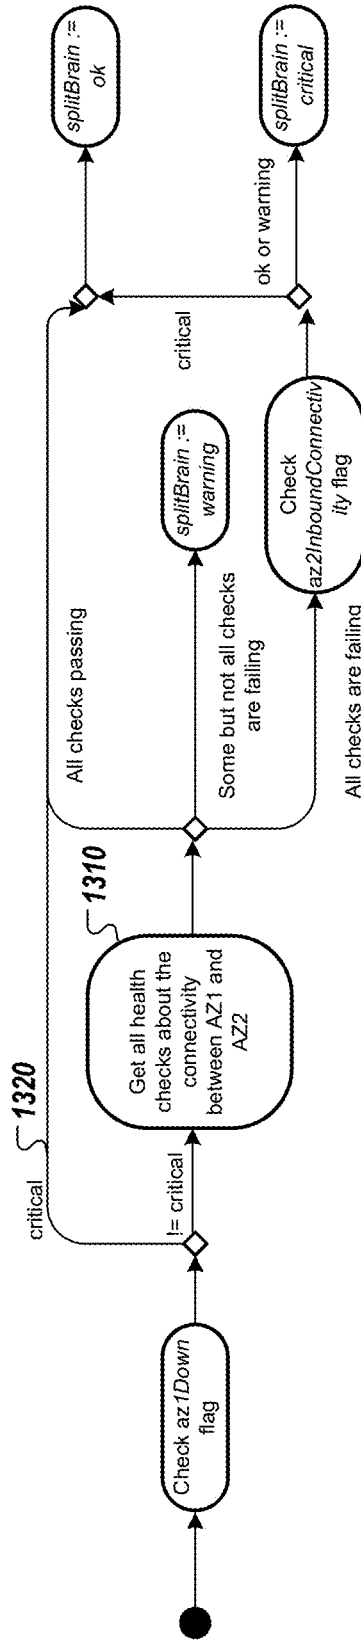 Check az1Down
flag
critical
1320
!= critical
1310
Get all health
checks about the
connectivity
between AZ1 and
AZ2
All checks passing
Some but not all checks
are failing
All checks are failing
splitBrain :=
warning
Check
az2InboundConnectiv
ity flag
critical
ok or warning
splitBrain :=
ok
splitBrain :=
critical